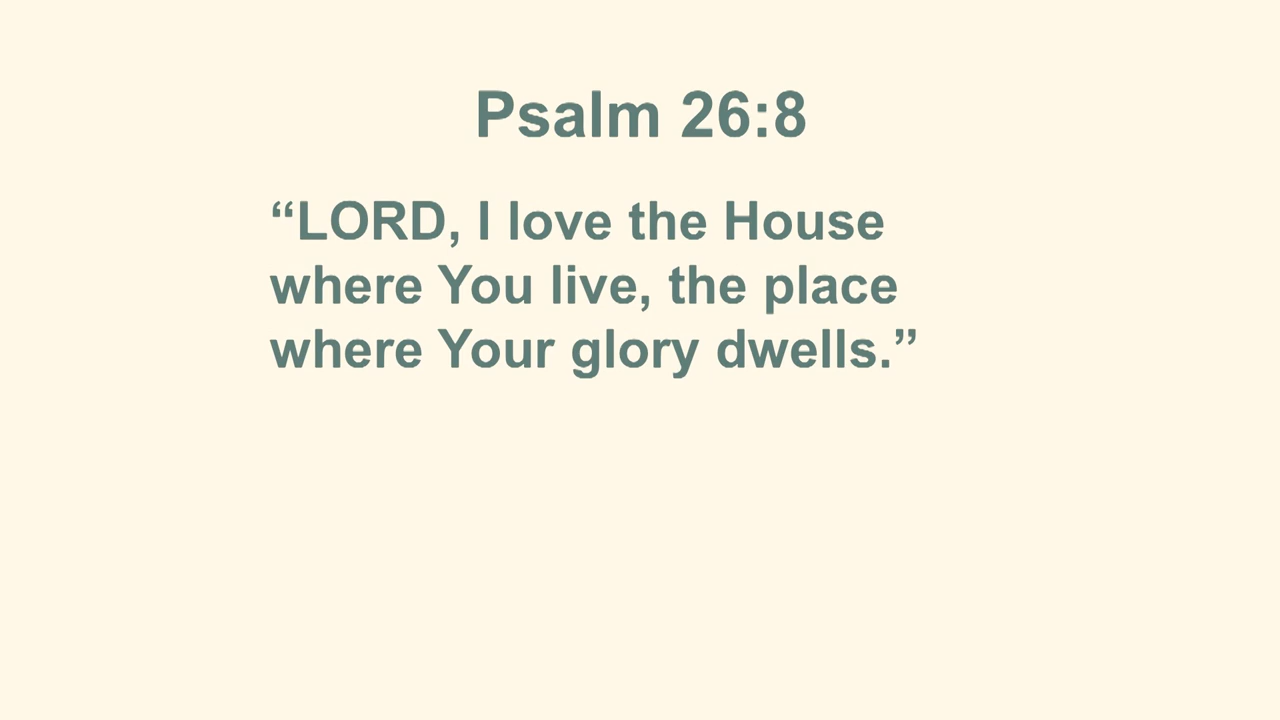 Psalm 26:8
“LORD, I love the House
where You live, the place
where Your glory dwells.”